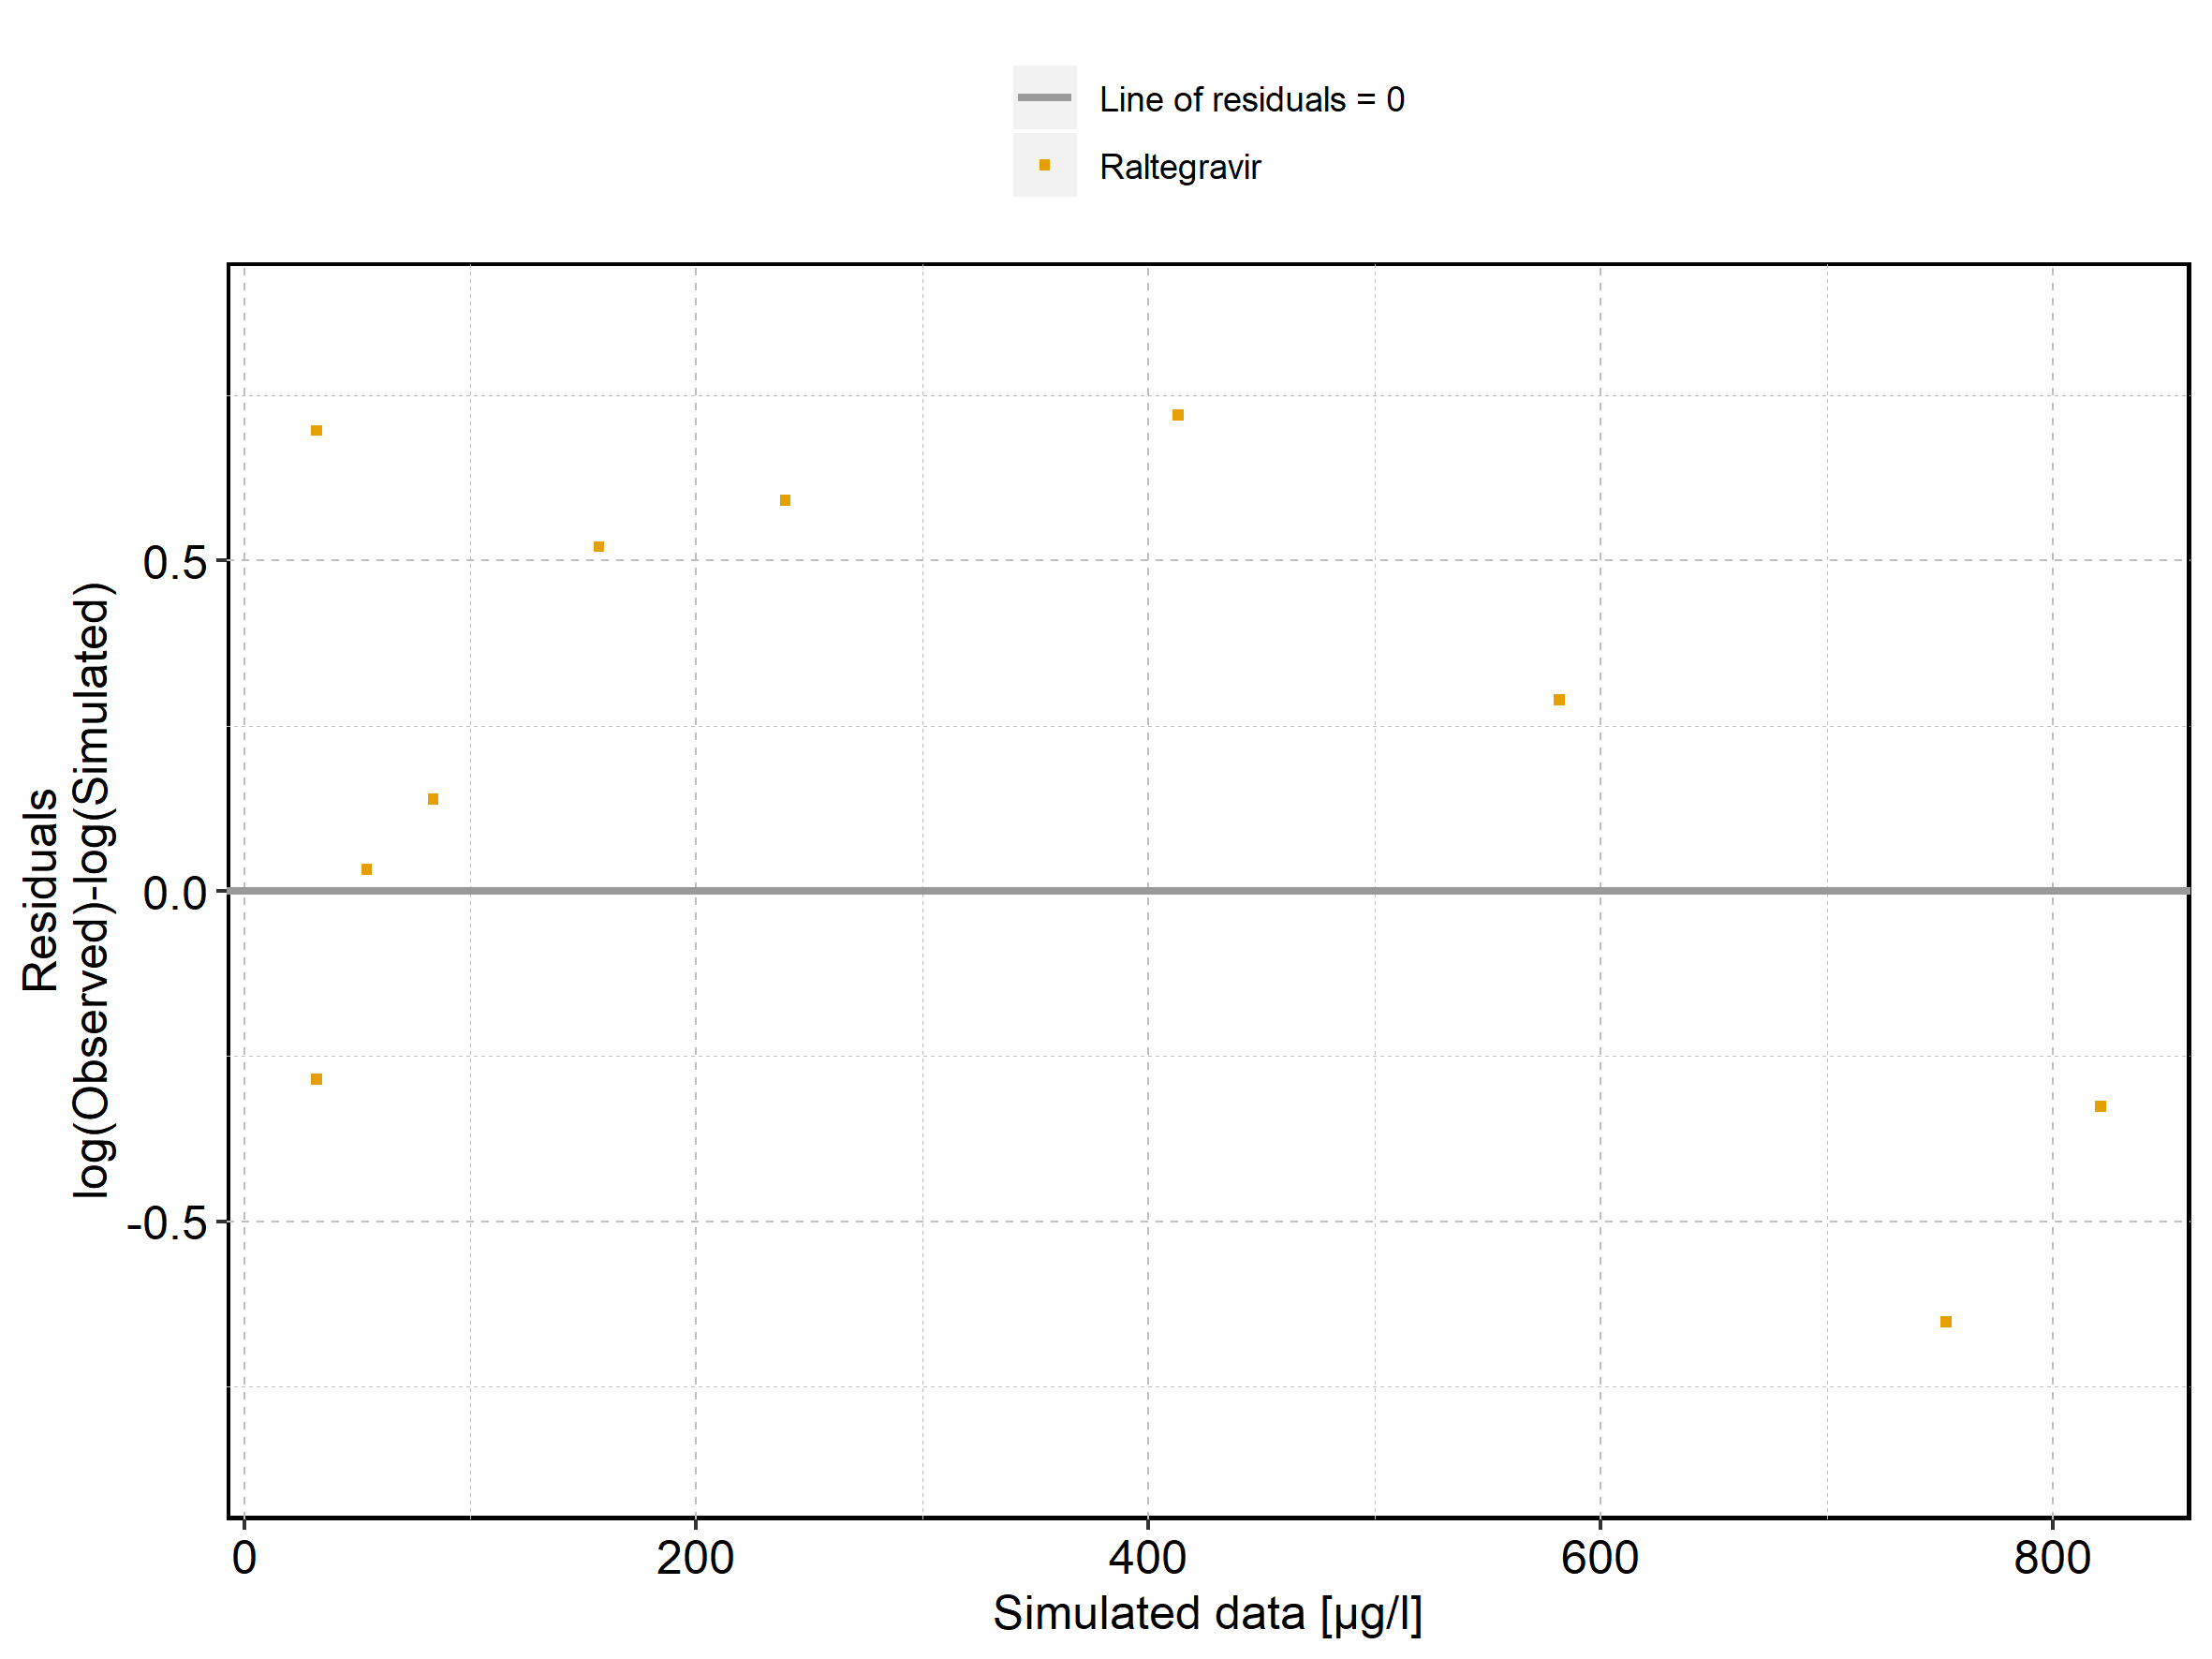 Line of residuals = 0
Raltegravir
Residuals
log(Observed)-log(Simulated)
0.5
0.0
-0.5
0 200 400 600 800
Simulated data [µg/l]